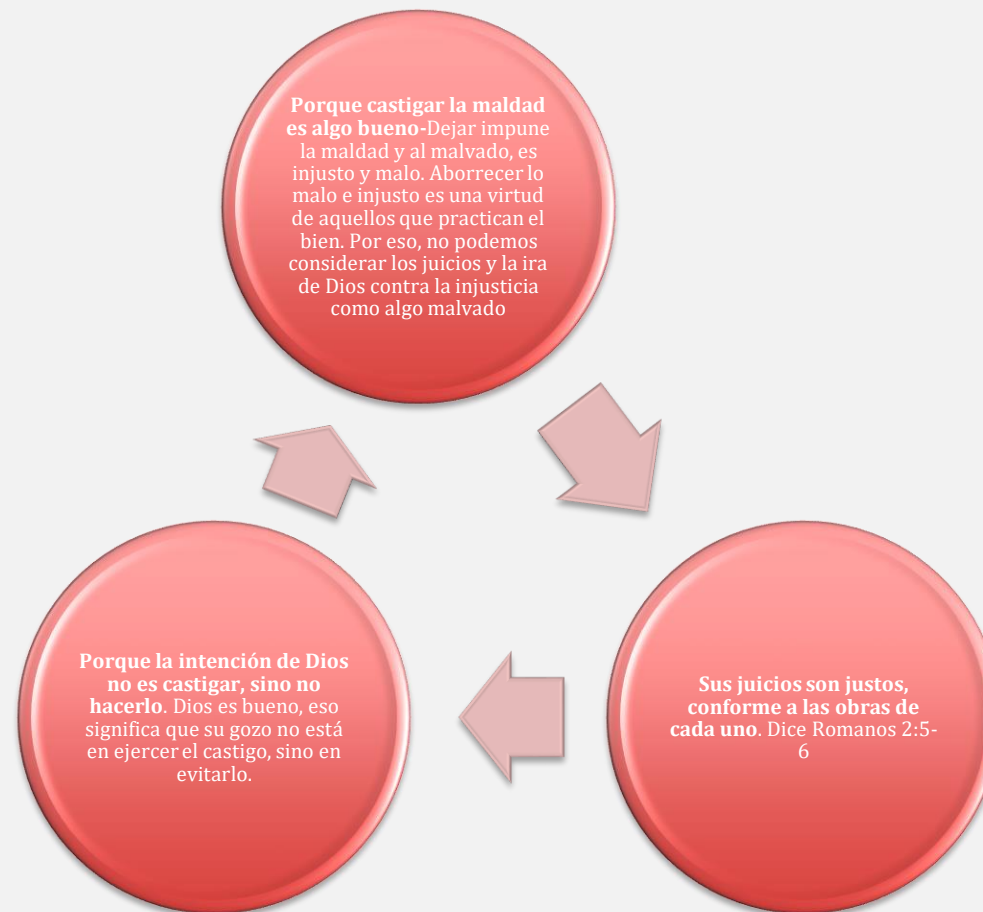 Porque castigar la maldad
es algo bueno-Dejar impune
la maldad y al malvado, es
injusto y malo. Aborrecer lo
malo e injusto es una virtud
de aquellos que practican el
bien. Por eso, no podemos
considerar los juicios y la ira
de Dios contra la injusticia
como algo malvado
Sus juicios son justos,
conforme a las obras de
cada uno. Dice Romanos 2:5-
6
Porque la intención de Dios
no es castigar, sino no
hacerlo. Dios es bueno, eso
significa que su gozo no está
en ejercer el castigo, sino en
evitarlo.